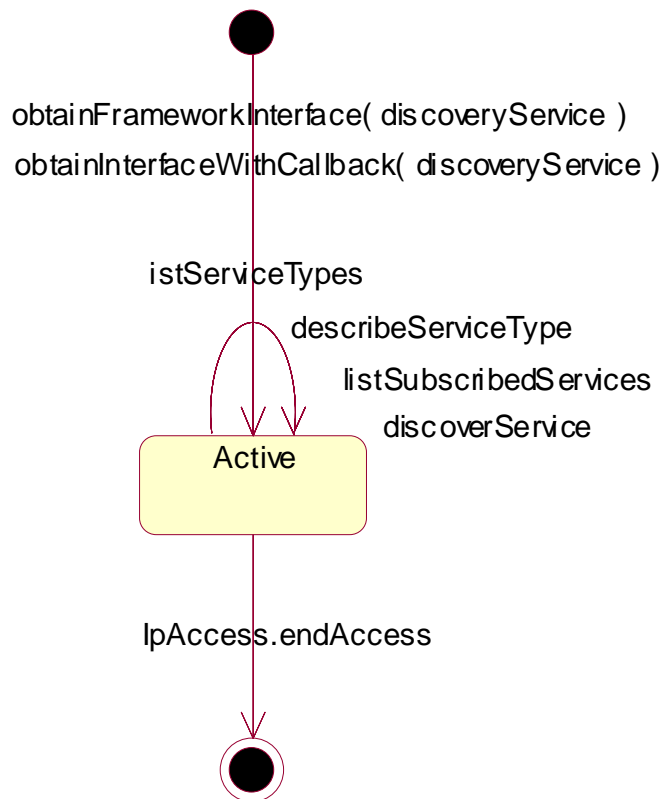 obtainFrameworkInterface( discoveryService )
obtainInterfaceWithCallback( discoveryService )
istServiceTypes
describeServiceType
listSubscribedServices
discoverService
Active
IpAccess.endAccess